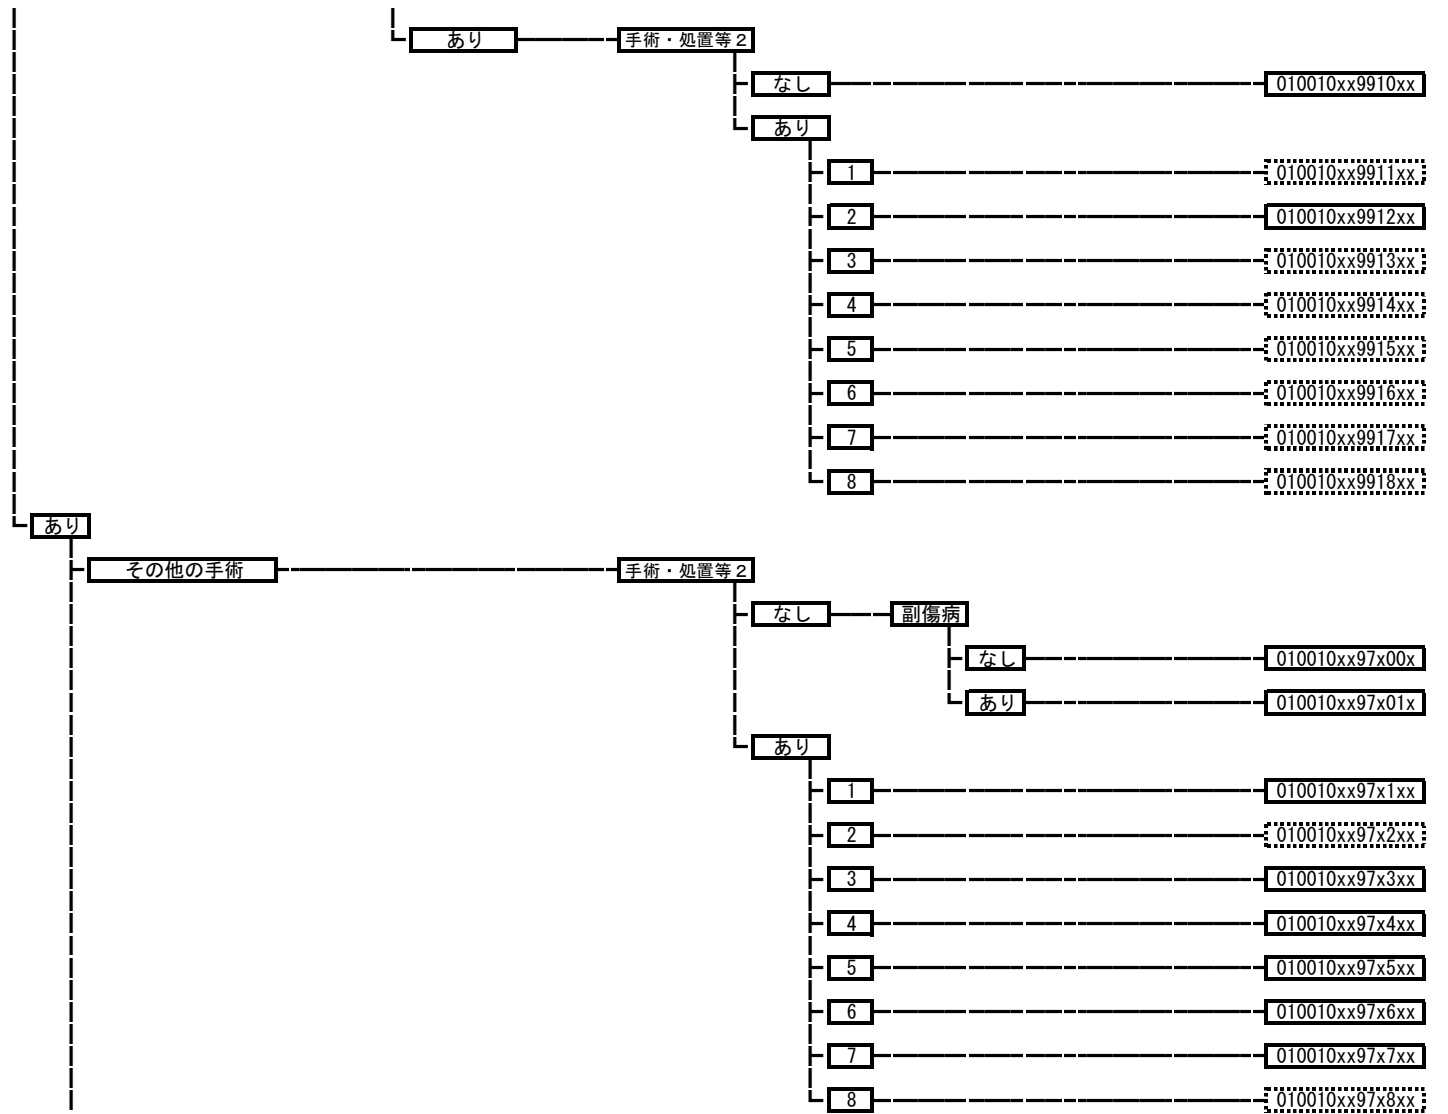 あり 手術・処置等２
なし 010010xx9910xx
あり
1 010010xx9911xx
2 010010xx9912xx
3 010010xx9913xx
4 010010xx9914xx
5 010010xx9915xx
6 010010xx9916xx
7 010010xx9917xx
8 010010xx9918xx
あり
その他の手術 手術・処置等２
なし 副傷病
なし 010010xx97x00x
あり 010010xx97x01x
あり
1 010010xx97x1xx
2 010010xx97x2xx
3 010010xx97x3xx
4 010010xx97x4xx
5 010010xx97x5xx
6 010010xx97x6xx
7 010010xx97x7xx
8 010010xx97x8xx